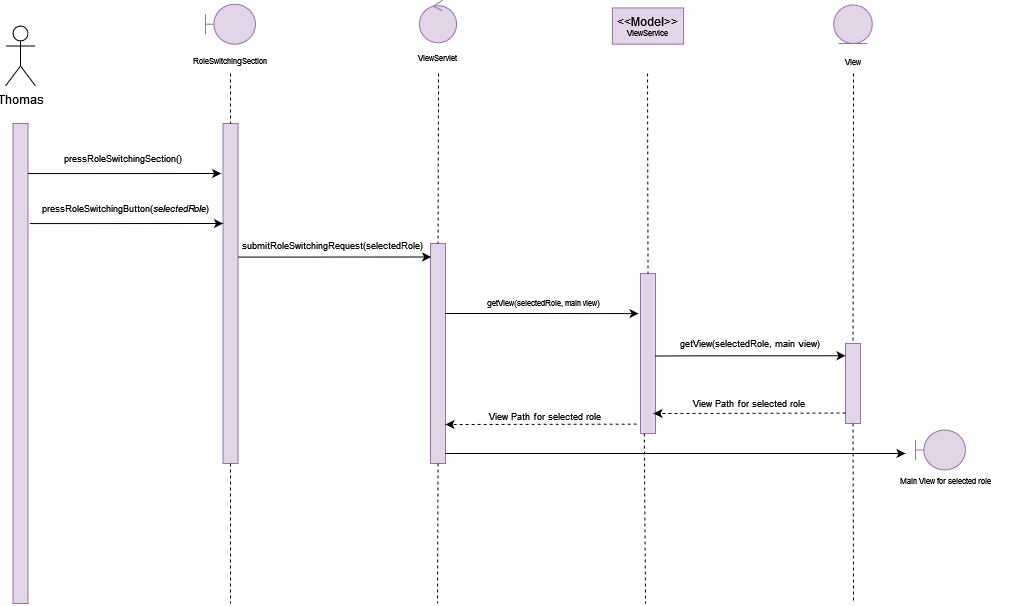 <<Model>>
ViewService
RoleSwitchingSection
ViewServlet
View
Thomas
pressRoleSwitchingSection()
pressRoleSwitchingButton(selectedRole)
submitRoleSwitchingRequest(selectedRole)
getView(selectedRole, main view)
getView(selectedRole, main view)
View Path for selected role
View Path for selected role
Main View for selected role